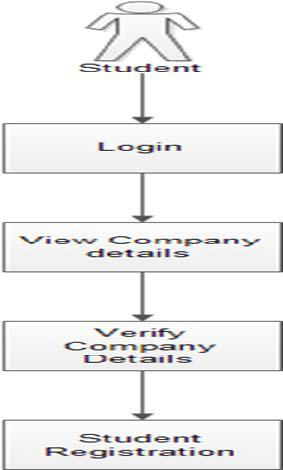 Student
Login
View Company
details
Verify
Company
Details
Student
Registration